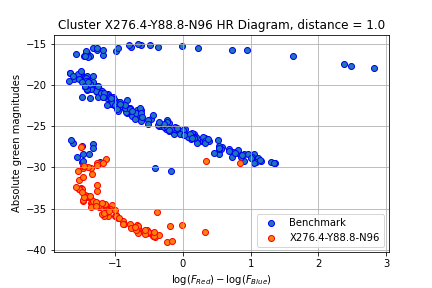 Cluster X276.4-Y88.8-N96 HR Diagram, distance = 1.0
−15
−20
−25
−30
−35
−40
Absolute green magnitudes
Benchmark
X276.4-Y88.8-N96
−1
0
1
2
3
log(F_Red) − log(F_Blue)